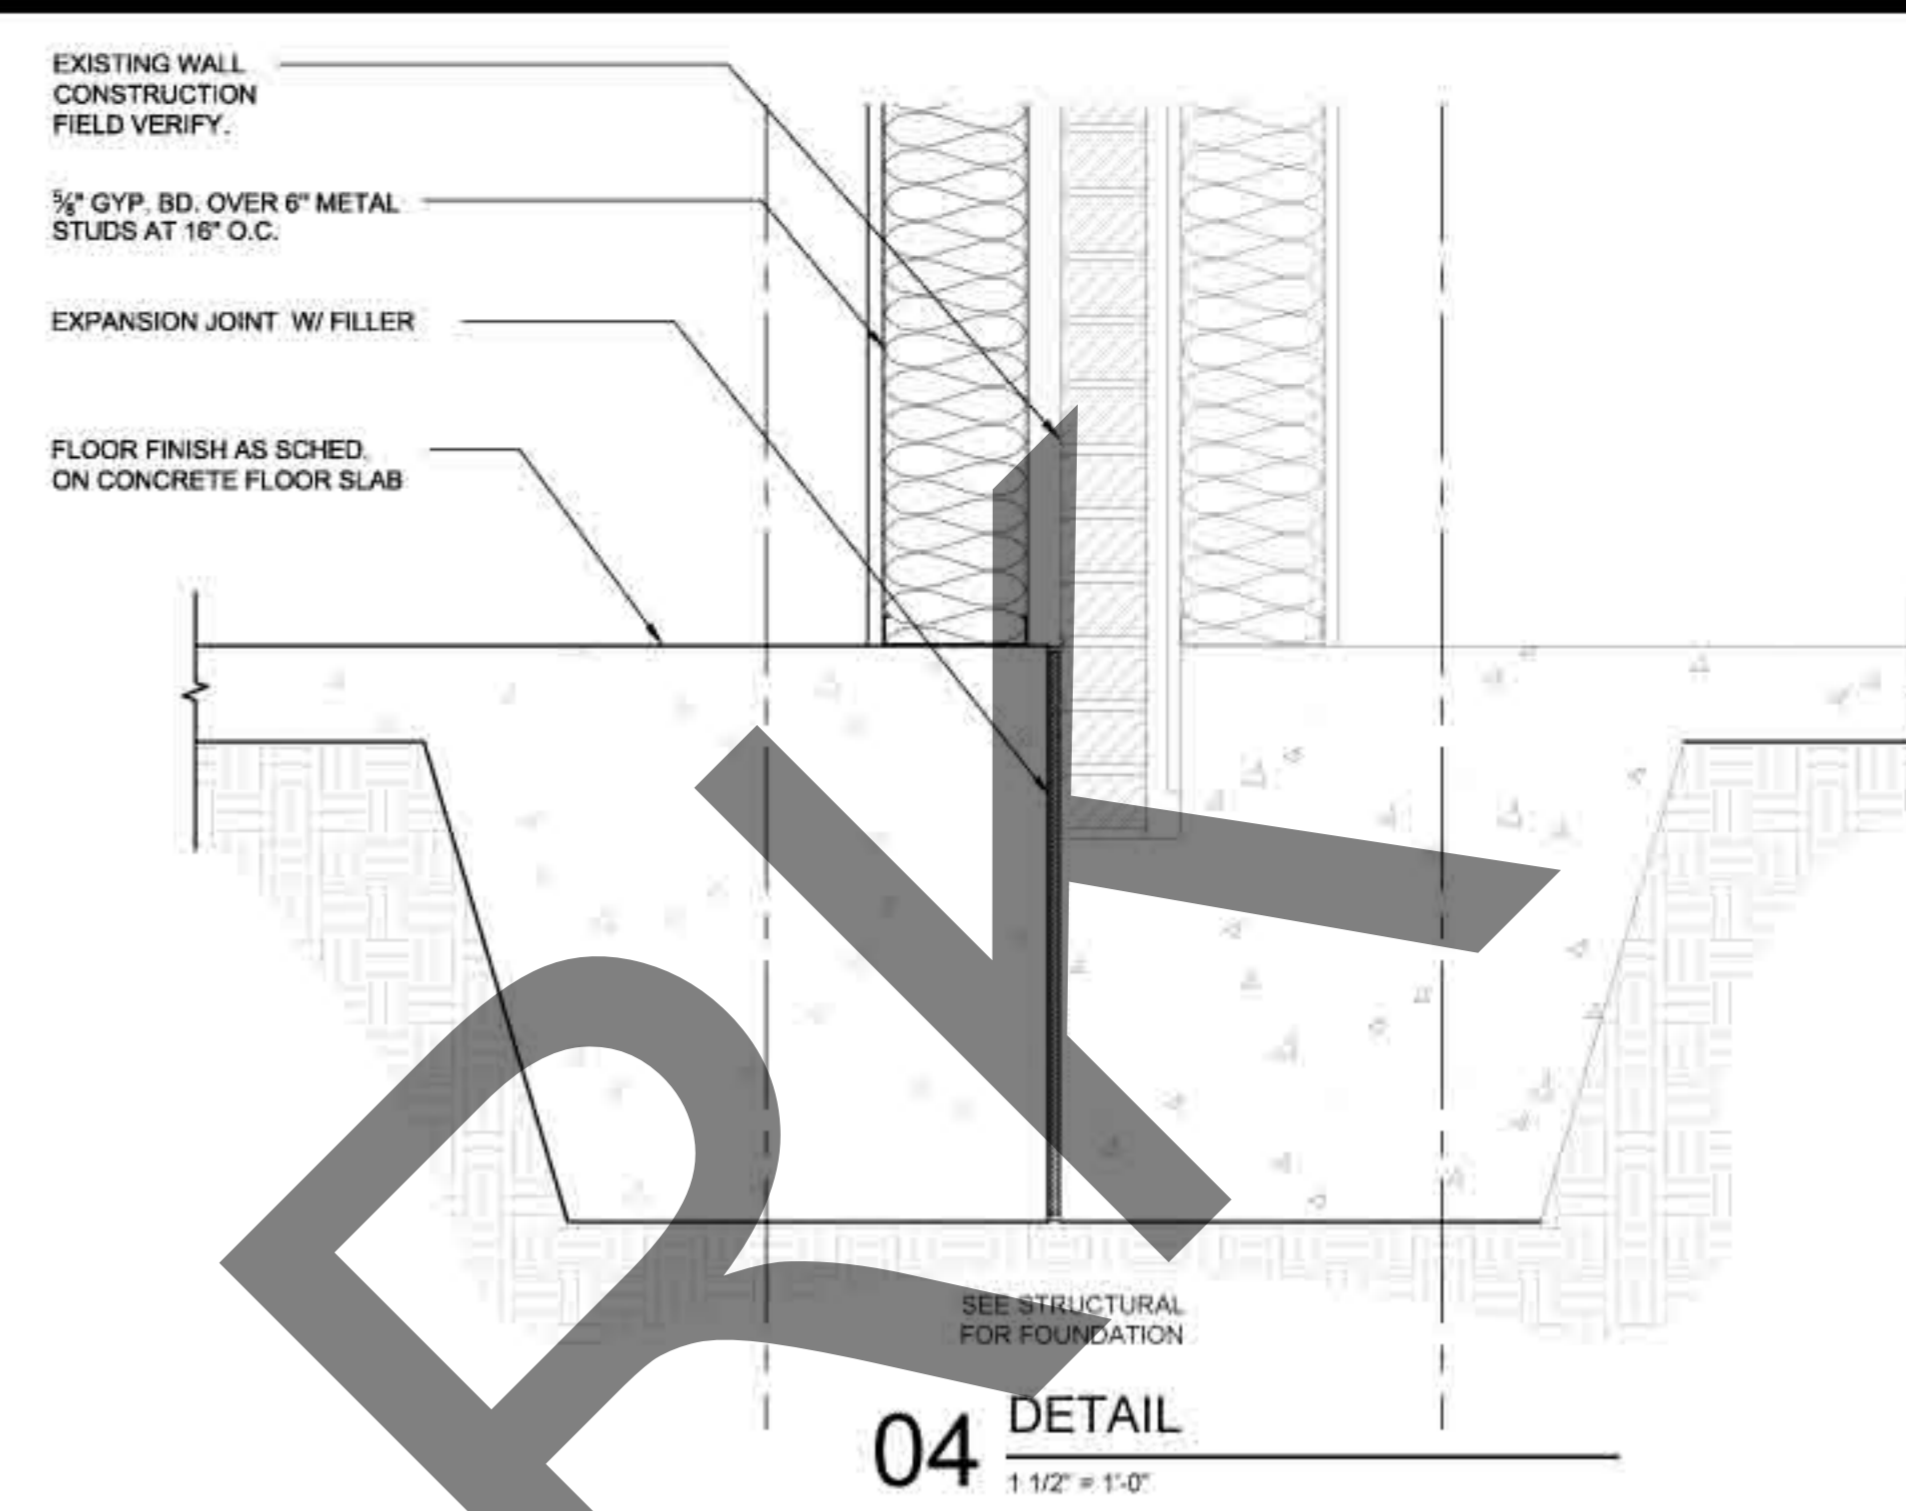 EXISTING WALL
CONSTRUCTION
FIELD VERIFY.
⅝" GYP. BD. OVER 6" METAL
STUDS AT 16" O.C.
EXPANSION JOINT W/ FILLER
FLOOR FINISH AS SCHED.
ON CONCRETE FLOOR SLAB
SEE STRUCTURAL
FOR FOUNDATION
04 DETAIL
1 1/2" = 1'-0"
RK